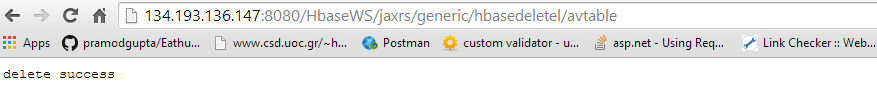 134.193.136.147:8080/HbaseWS/jaxrs/generic/hbasedeletel/avtable
Apps pramodgupta/Eathu... www.csd.uoc.gr/~h... Postman custom validator - u... asp.net - Using Req... Link Checker :: Web...
delete success